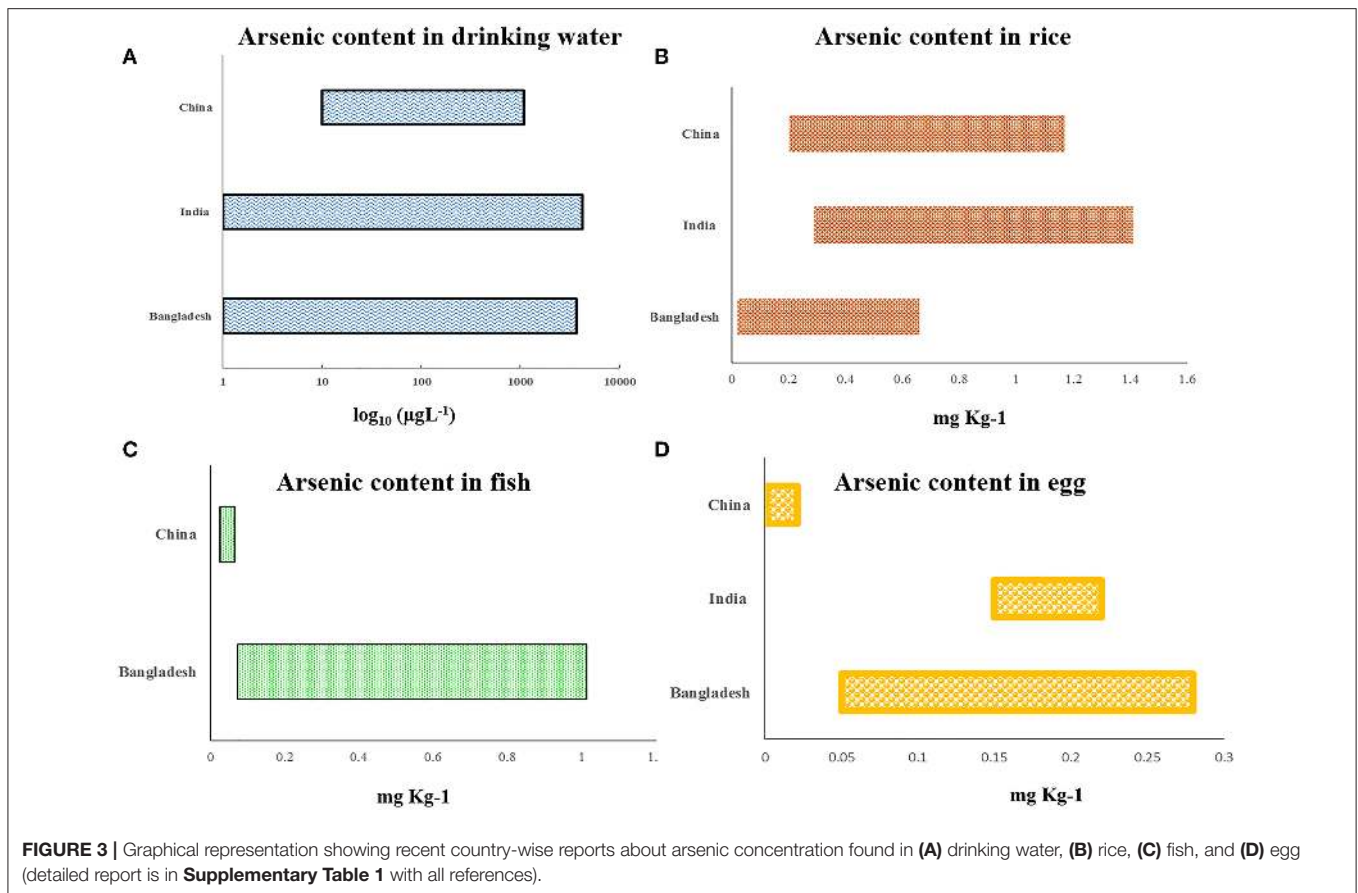 A
Arsenic content in drinking water
China
India
Bangladesh
1 10 100 1000 10000
log₁₀ (µgL⁻¹)
B
Arsenic content in rice
China
India
Bangladesh
0 0.2 0.4 0.6 0.8 1 1.2 1.4 1.6
mg Kg-1
C
Arsenic content in fish
China
Bangladesh
0 0.2 0.4 0.6 0.8 1 1.
mg Kg-1
D
Arsenic content in egg
China
India
Bangladesh
0 0.05 0.1 0.15 0.2 0.25 0.3
mg Kg-1
FIGURE 3 | Graphical representation showing recent country-wise reports about arsenic concentration found in (A) drinking water, (B) rice, (C) fish, and (D) egg
(detailed report is in Supplementary Table 1 with all references).